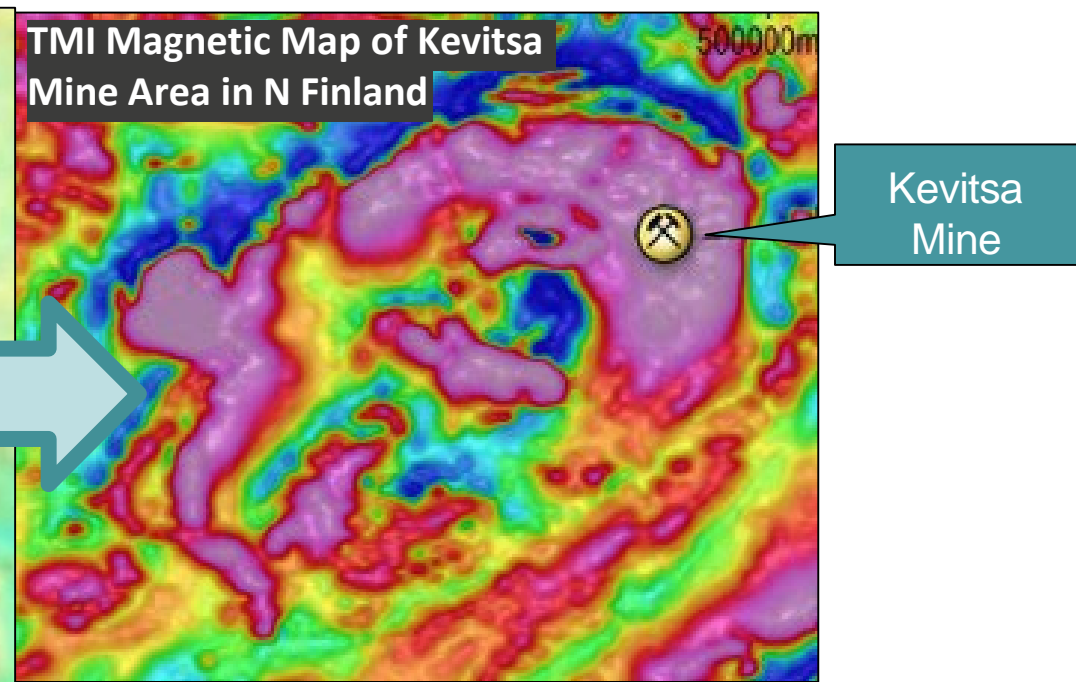 TMI Magnetic Map of Kevitsa
Mine Area in N Finland
500000m
Kevitsa
Mine